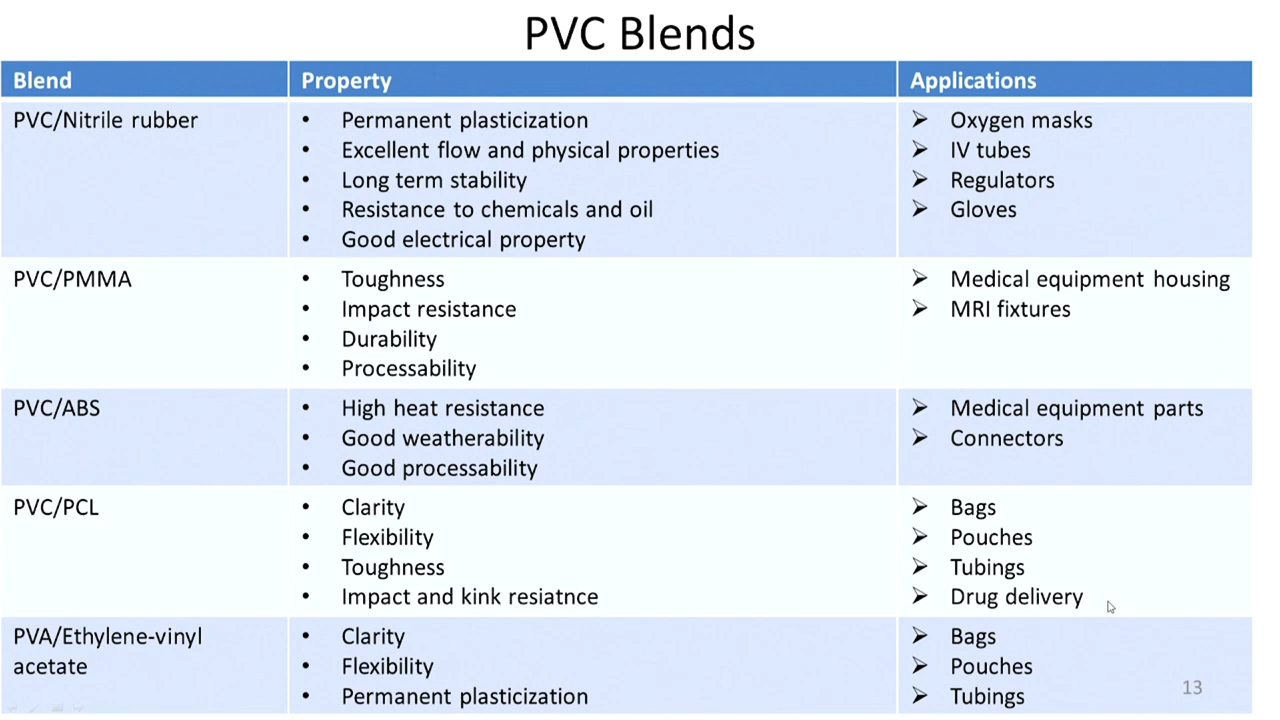 PVC Blends
Blend Property Applications
PVC/Nitrile rubber
• Permanent plasticization
• Excellent flow and physical properties
• Long term stability
• Resistance to chemicals and oil
• Good electrical property
➢ Oxygen masks
➢ IV tubes
➢ Regulators
➢ Gloves
PVC/PMMA
• Toughness
• Impact resistance
• Durability
• Processability
➢ Medical equipment housing
➢ MRI fixtures
PVC/ABS
• High heat resistance
• Good weatherability
• Good processability
➢ Medical equipment parts
➢ Connectors
PVC/PCL
• Clarity
• Flexibility
• Toughness
• Impact and kink resiatnce
➢ Bags
➢ Pouches
➢ Tubings
➢ Drug delivery
PVA/Ethylene-vinyl
acetate
• Clarity
• Flexibility
• Permanent plasticization
➢ Bags
➢ Pouches
➢ Tubings
13